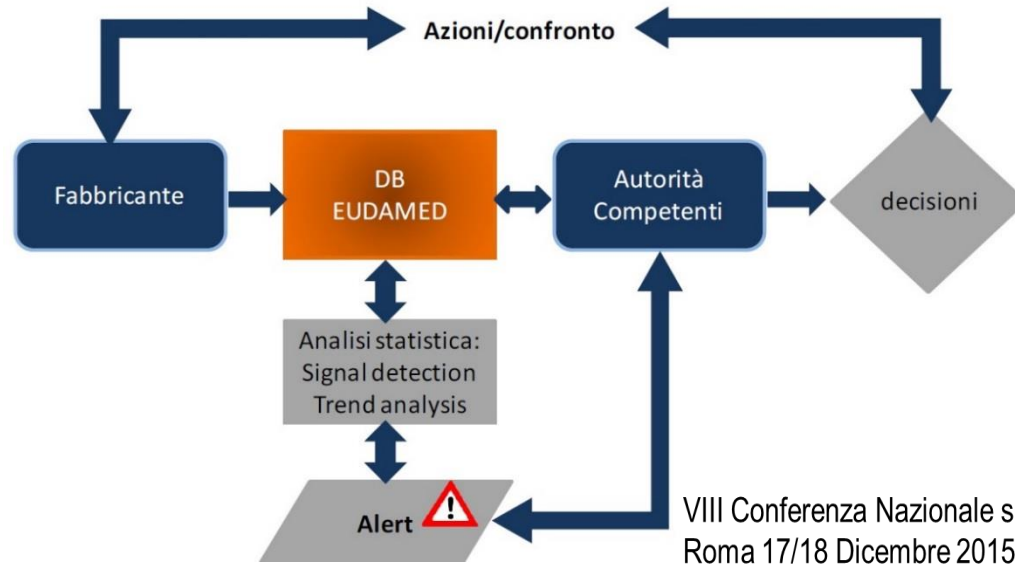 Azioni/confronto
Fabbricante
DB
EUDAMED
Autorità
Competenti
decisioni
Analisi statistica:
Signal detection
Trend analysis
Alert
VIII Conferenza Nazionale s
Roma 17/18 Dicembre 2015